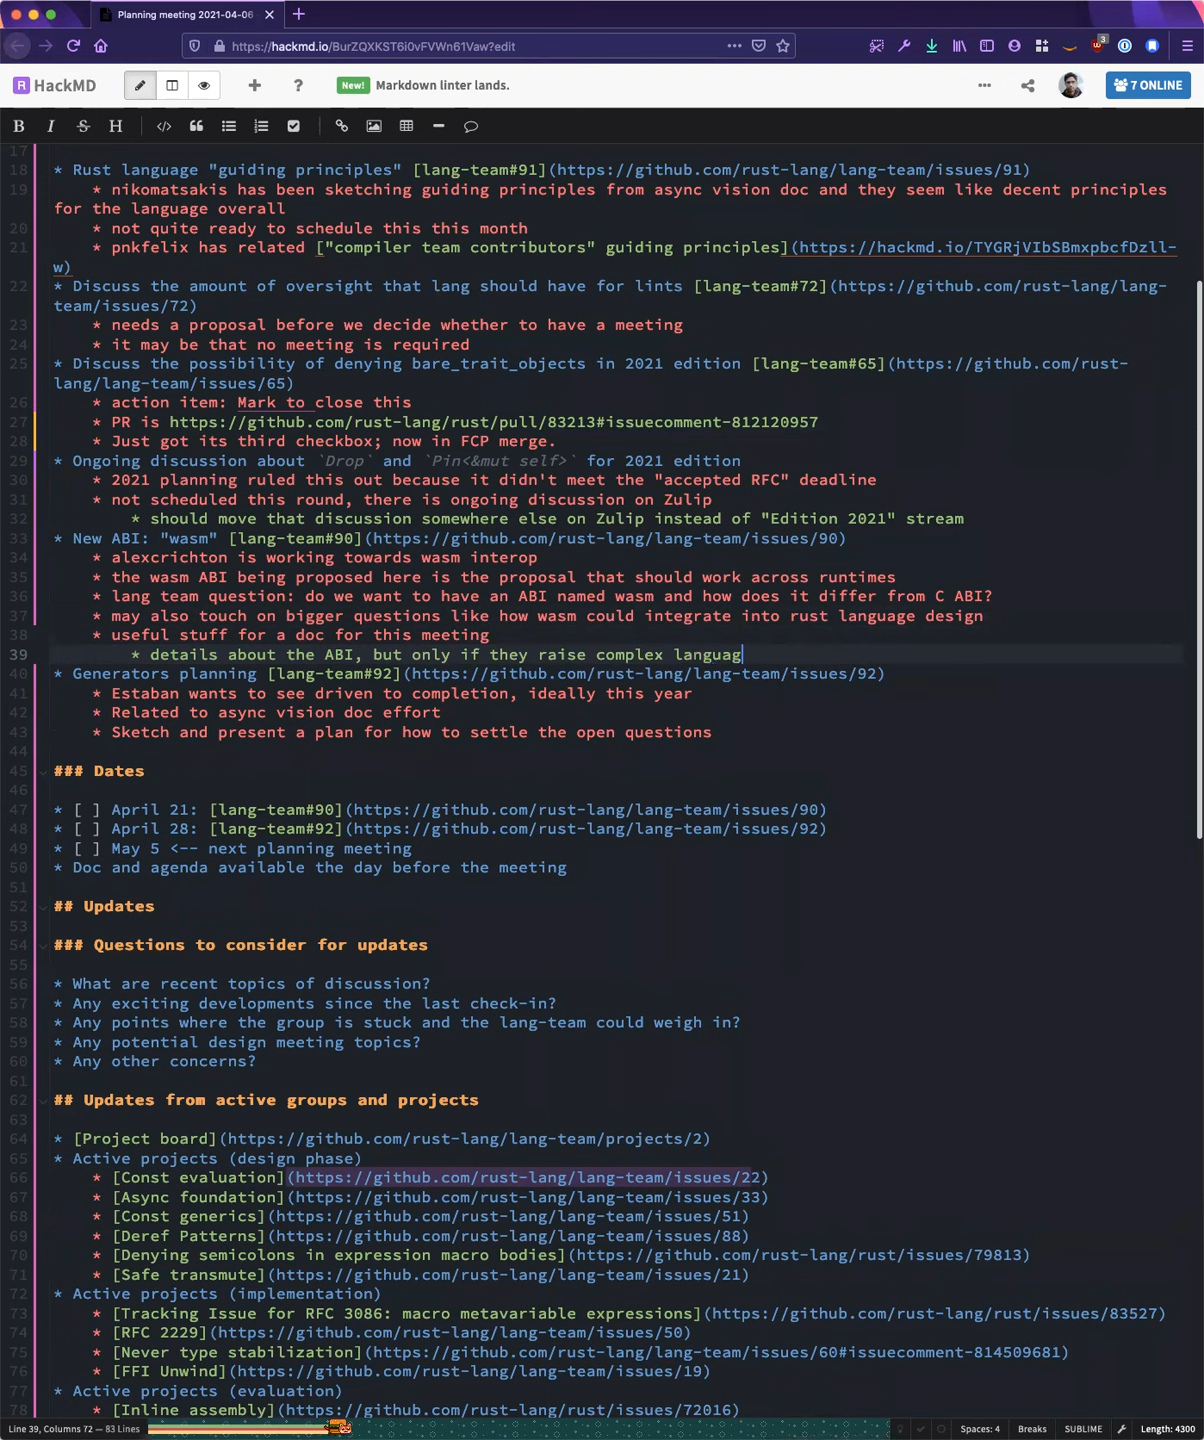 Planning meeting 2021-04-06
https://hackmd.io/BurZQXKST6i0vFVWn61Vaw?edit
3
HackMD
New! Markdown linter lands.
7 ONLINE
B I S H
17
18 * Rust language "guiding principles" [lang-team#91](https://github.com/rust-lang/lang-team/issues/91)
19 * nikomatsakis has been sketching guiding principles from async vision doc and they seem like decent principles
for the language overall
20 * not quite ready to schedule this this month
21 * pnkfelix has related ["compiler team contributors" guiding principles](https://hackmd.io/TYGRjVIbSBmxpbcfDzll-
w)
22 * Discuss the amount of oversight that lang should have for lints [lang-team#72](https://github.com/rust-lang/lang-
team/issues/72)
23 * needs a proposal before we decide whether to have a meeting
24 * it may be that no meeting is required
25 * Discuss the possibility of denying bare_trait_objects in 2021 edition [lang-team#65](https://github.com/rust-
lang/lang-team/issues/65)
26 * action item: Mark to close this
27 * PR is https://github.com/rust-lang/rust/pull/83213#issuecomment-812120957
28 * Just got its third checkbox; now in FCP merge.
29 * Ongoing discussion about `Drop` and `Pin<&mut self>` for 2021 edition
30 * 2021 planning ruled this out because it didn't meet the "accepted RFC" deadline
31 * not scheduled this round, there is ongoing discussion on Zulip
32 * should move that discussion somewhere else on Zulip instead of "Edition 2021" stream
33 * New ABI: "wasm" [lang-team#90](https://github.com/rust-lang/lang-team/issues/90)
34 * alexcrichton is working towards wasm interop
35 * the wasm ABI being proposed here is the proposal that should work across runtimes
36 * lang team question: do we want to have an ABI named wasm and how does it differ from C ABI?
37 * may also touch on bigger questions like how wasm could integrate into rust language design
38 * useful stuff for a doc for this meeting
39 * details about the ABI, but only if they raise complex languag
40 * Generators planning [lang-team#92](https://github.com/rust-lang/lang-team/issues/92)
41 * Estaban wants to see driven to completion, ideally this year
42 * Related to async vision doc effort
43 * Sketch and present a plan for how to settle the open questions
44
45 ### Dates
46
47 * [ ] April 21: [lang-team#90](https://github.com/rust-lang/lang-team/issues/90)
48 * [ ] April 28: [lang-team#92](https://github.com/rust-lang/lang-team/issues/92)
49 * [ ] May 5 <-- next planning meeting
50 * Doc and agenda available the day before the meeting
51
52 ## Updates
53
54 ### Questions to consider for updates
55
56 * What are recent topics of discussion?
57 * Any exciting developments since the last check-in?
58 * Any points where the group is stuck and the lang-team could weigh in?
59 * Any potential design meeting topics?
60 * Any other concerns?
61
62 ## Updates from active groups and projects
63
64 * [Project board](https://github.com/rust-lang/lang-team/projects/2)
65 * Active projects (design phase)
66 * [Const evaluation](https://github.com/rust-lang/lang-team/issues/22)
67 * [Async foundation](https://github.com/rust-lang/lang-team/issues/33)
68 * [Const generics](https://github.com/rust-lang/lang-team/issues/51)
69 * [Deref Patterns](https://github.com/rust-lang/lang-team/issues/88)
70 * [Denying semicolons in expression macro bodies](https://github.com/rust-lang/rust/issues/79813)
71 * [Safe transmute](https://github.com/rust-lang/lang-team/issues/21)
72 * Active projects (implementation)
73 * [Tracking Issue for RFC 3086: macro metavariable expressions](https://github.com/rust-lang/rust/issues/83527)
74 * [RFC 2229](https://github.com/rust-lang/lang-team/issues/50)
75 * [Never type stabilization](https://github.com/rust-lang/lang-team/issues/60#issuecomment-814509681)
76 * [FFI Unwind](https://github.com/rust-lang/lang-team/issues/19)
77 * Active projects (evaluation)
78 * [Inline assembly](https://github.com/rust-lang/rust/issues/72016)
Line 39, Columns 72 — 83 Lines Spaces: 4 Breaks SUBLIME Length: 4300